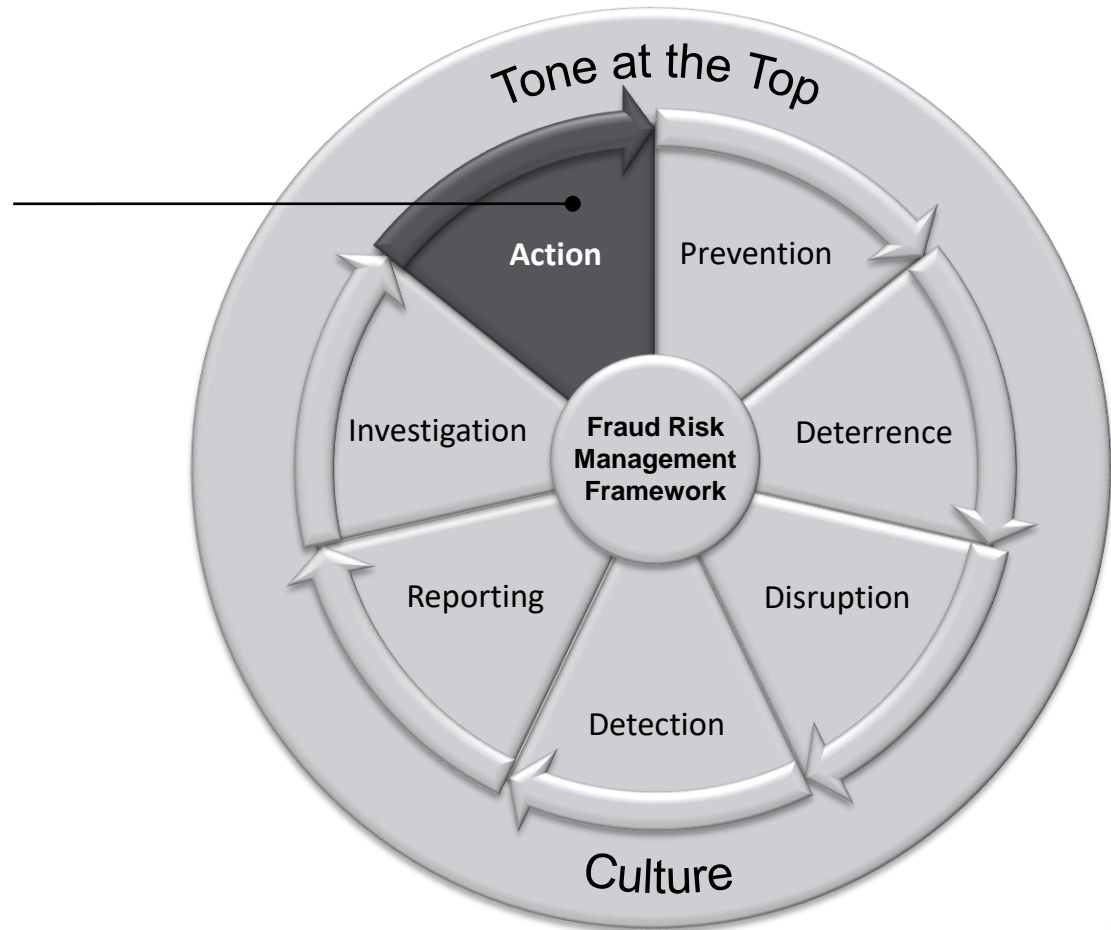 Tone at the Top
Action
Prevention
Investigation
Fraud Risk
Management
Framework
Deterrence
Reporting
Disruption
Detection
Culture